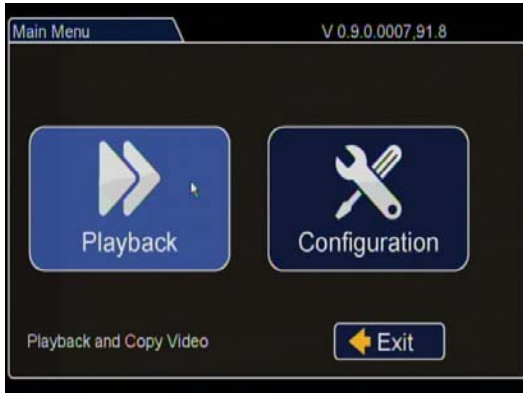 Main Menu
V 0.9.0.0007,91.8
Playback
Configuration
Playback and Copy Video
Exit